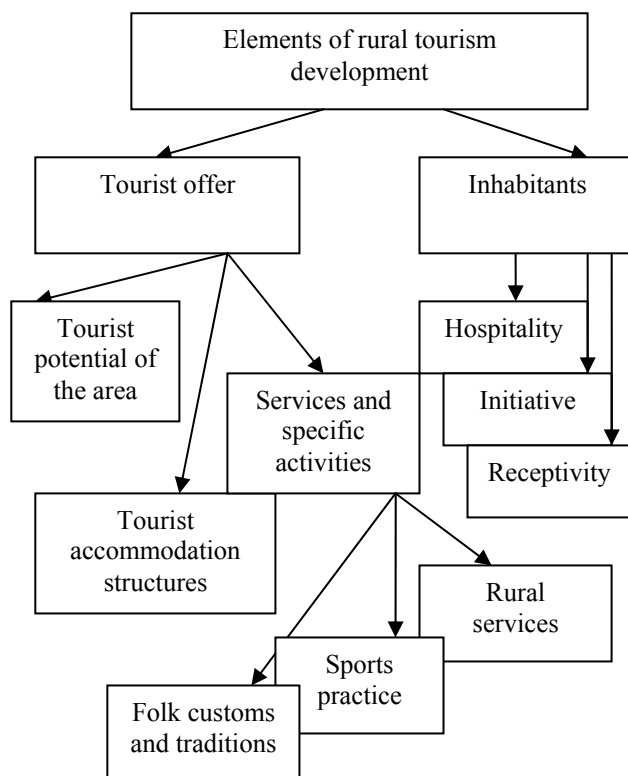 Elements of rural tourism
development
Tourist offer
Inhabitants
Tourist
potential of
the area
Hospitality
Services and
specific
activities
Initiative
Receptivity
Tourist
accommodation
structures
Rural
services
Sports
practice
Folk customs
and traditions